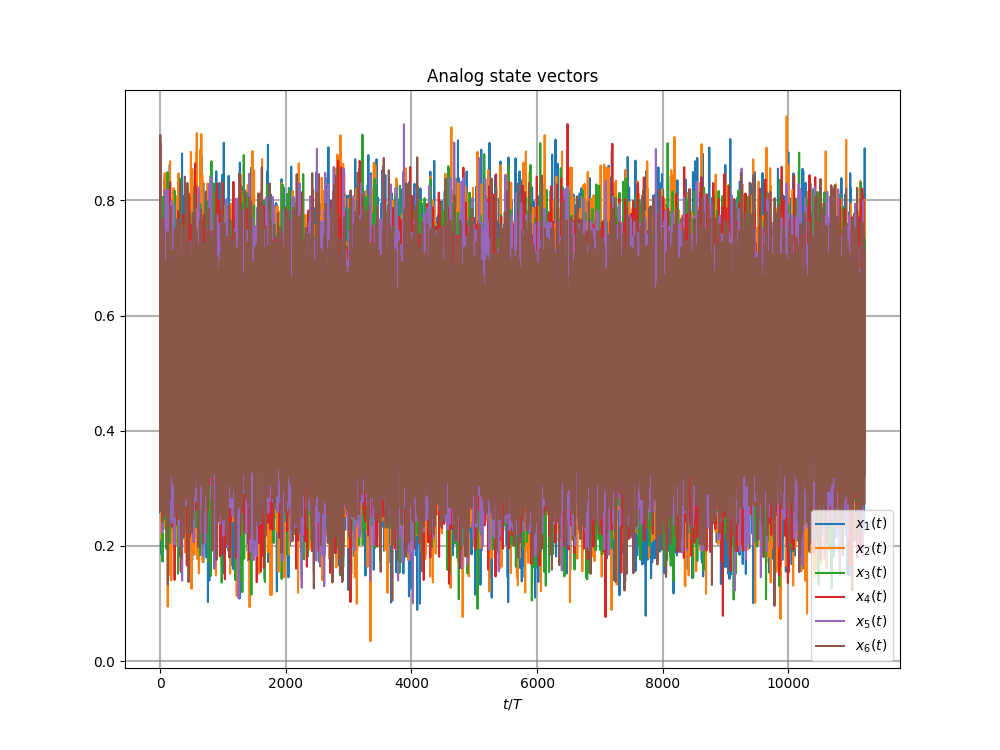 Analog state vectors
0.8
0.6
0.4
0.2
0.0
0
2000
4000
6000
8000
10000
t/T
x₁(t)
x₂(t)
x₃(t)
x₄(t)
x₅(t)
x₆(t)